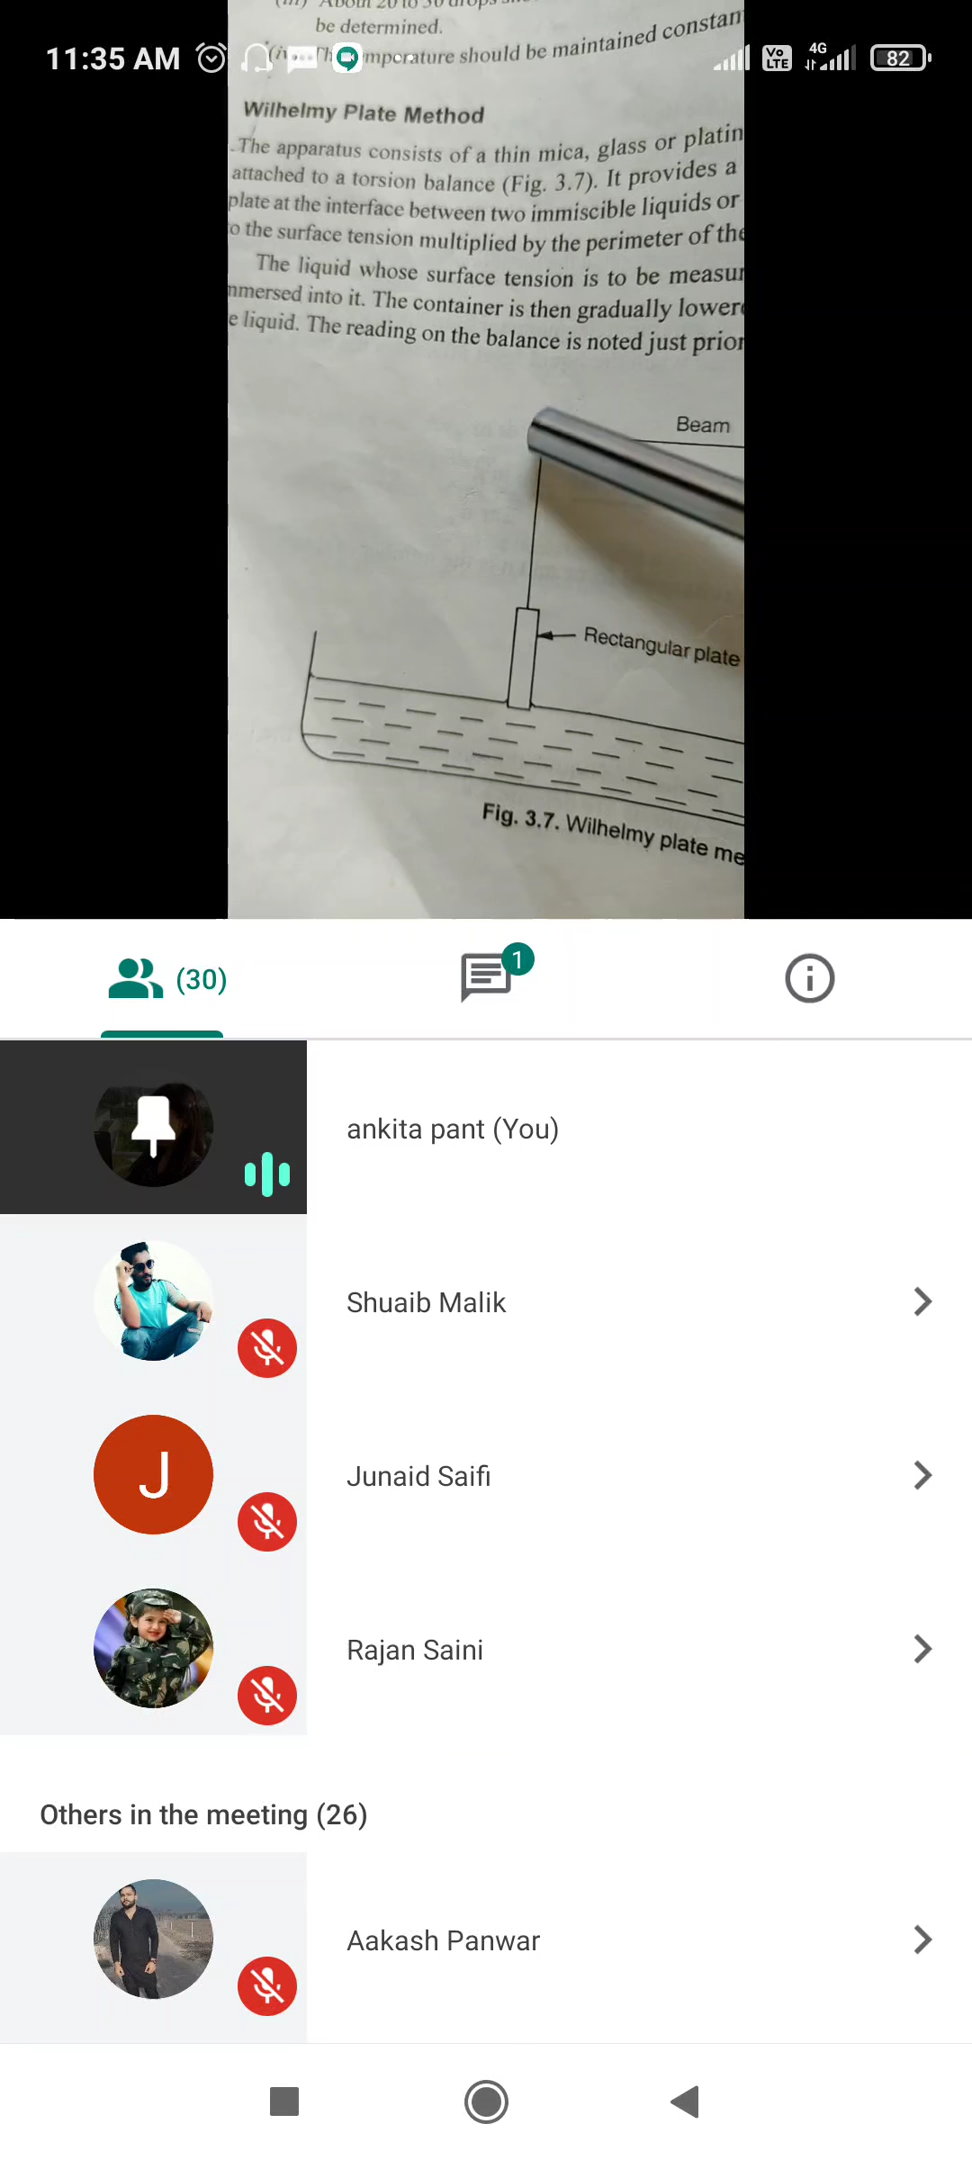 be determined.
11:35 AM
Vo LTE
4G
82
should be maintained constan
Wilhelmy Plate Method
The apparatus consists of a thin mica, glass or platin
attached to a torsion balance (Fig. 3.7). It provides a
plate at the interface between two immiscible liquids or
o the surface tension multiplied by the perimeter of the
The liquid whose surface tension is to be measur
mmersed into it. The container is then gradually lowere
e liquid. The reading on the balance is noted just prior
Beam
Rectangular plate
Fig. 3.7. Wilhelmy plate me
(30)
1
ankita pant (You)
Shuaib Malik
J
Junaid Saifi
Rajan Saini
Others in the meeting (26)
Aakash Panwar